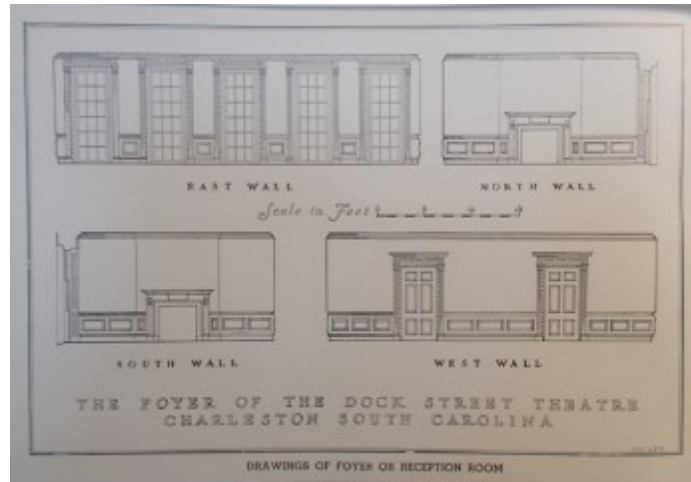 EAST WALL
NORTH WALL
Scale in Feet
SOUTH WALL
WEST WALL
THE FOYER OF THE DOCK STREET THEATRE
CHARLESTON SOUTH CAROLINA
DRAWINGS OF FOYER OR RECEPTION ROOM